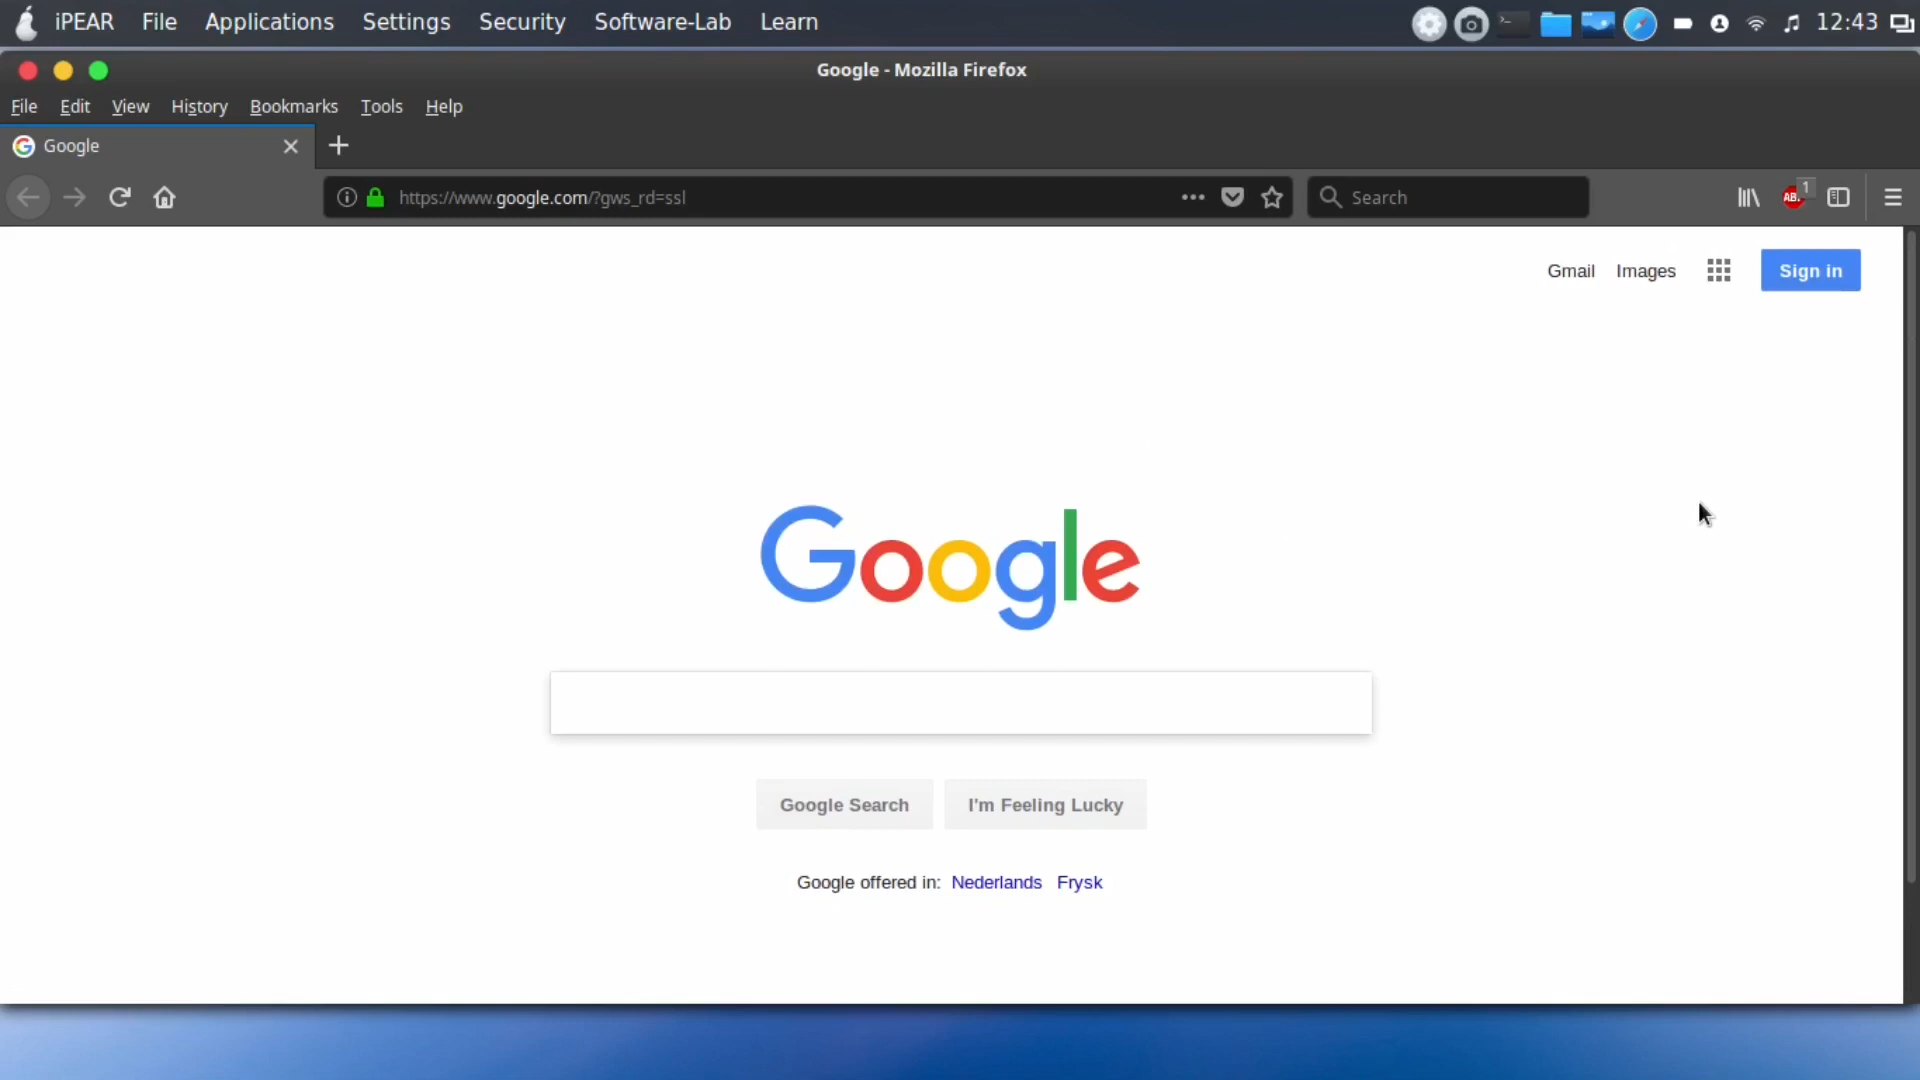 iPEAR File Applications Settings Security Software-Lab Learn 12:43
Google - Mozilla Firefox
File Edit View History Bookmarks Tools Help
Google
https://www.google.com/?gws_rd=ssl Search ABP 1
Gmail Images Sign in
Google
Google Search I'm Feeling Lucky
Google offered in: Nederlands Frysk